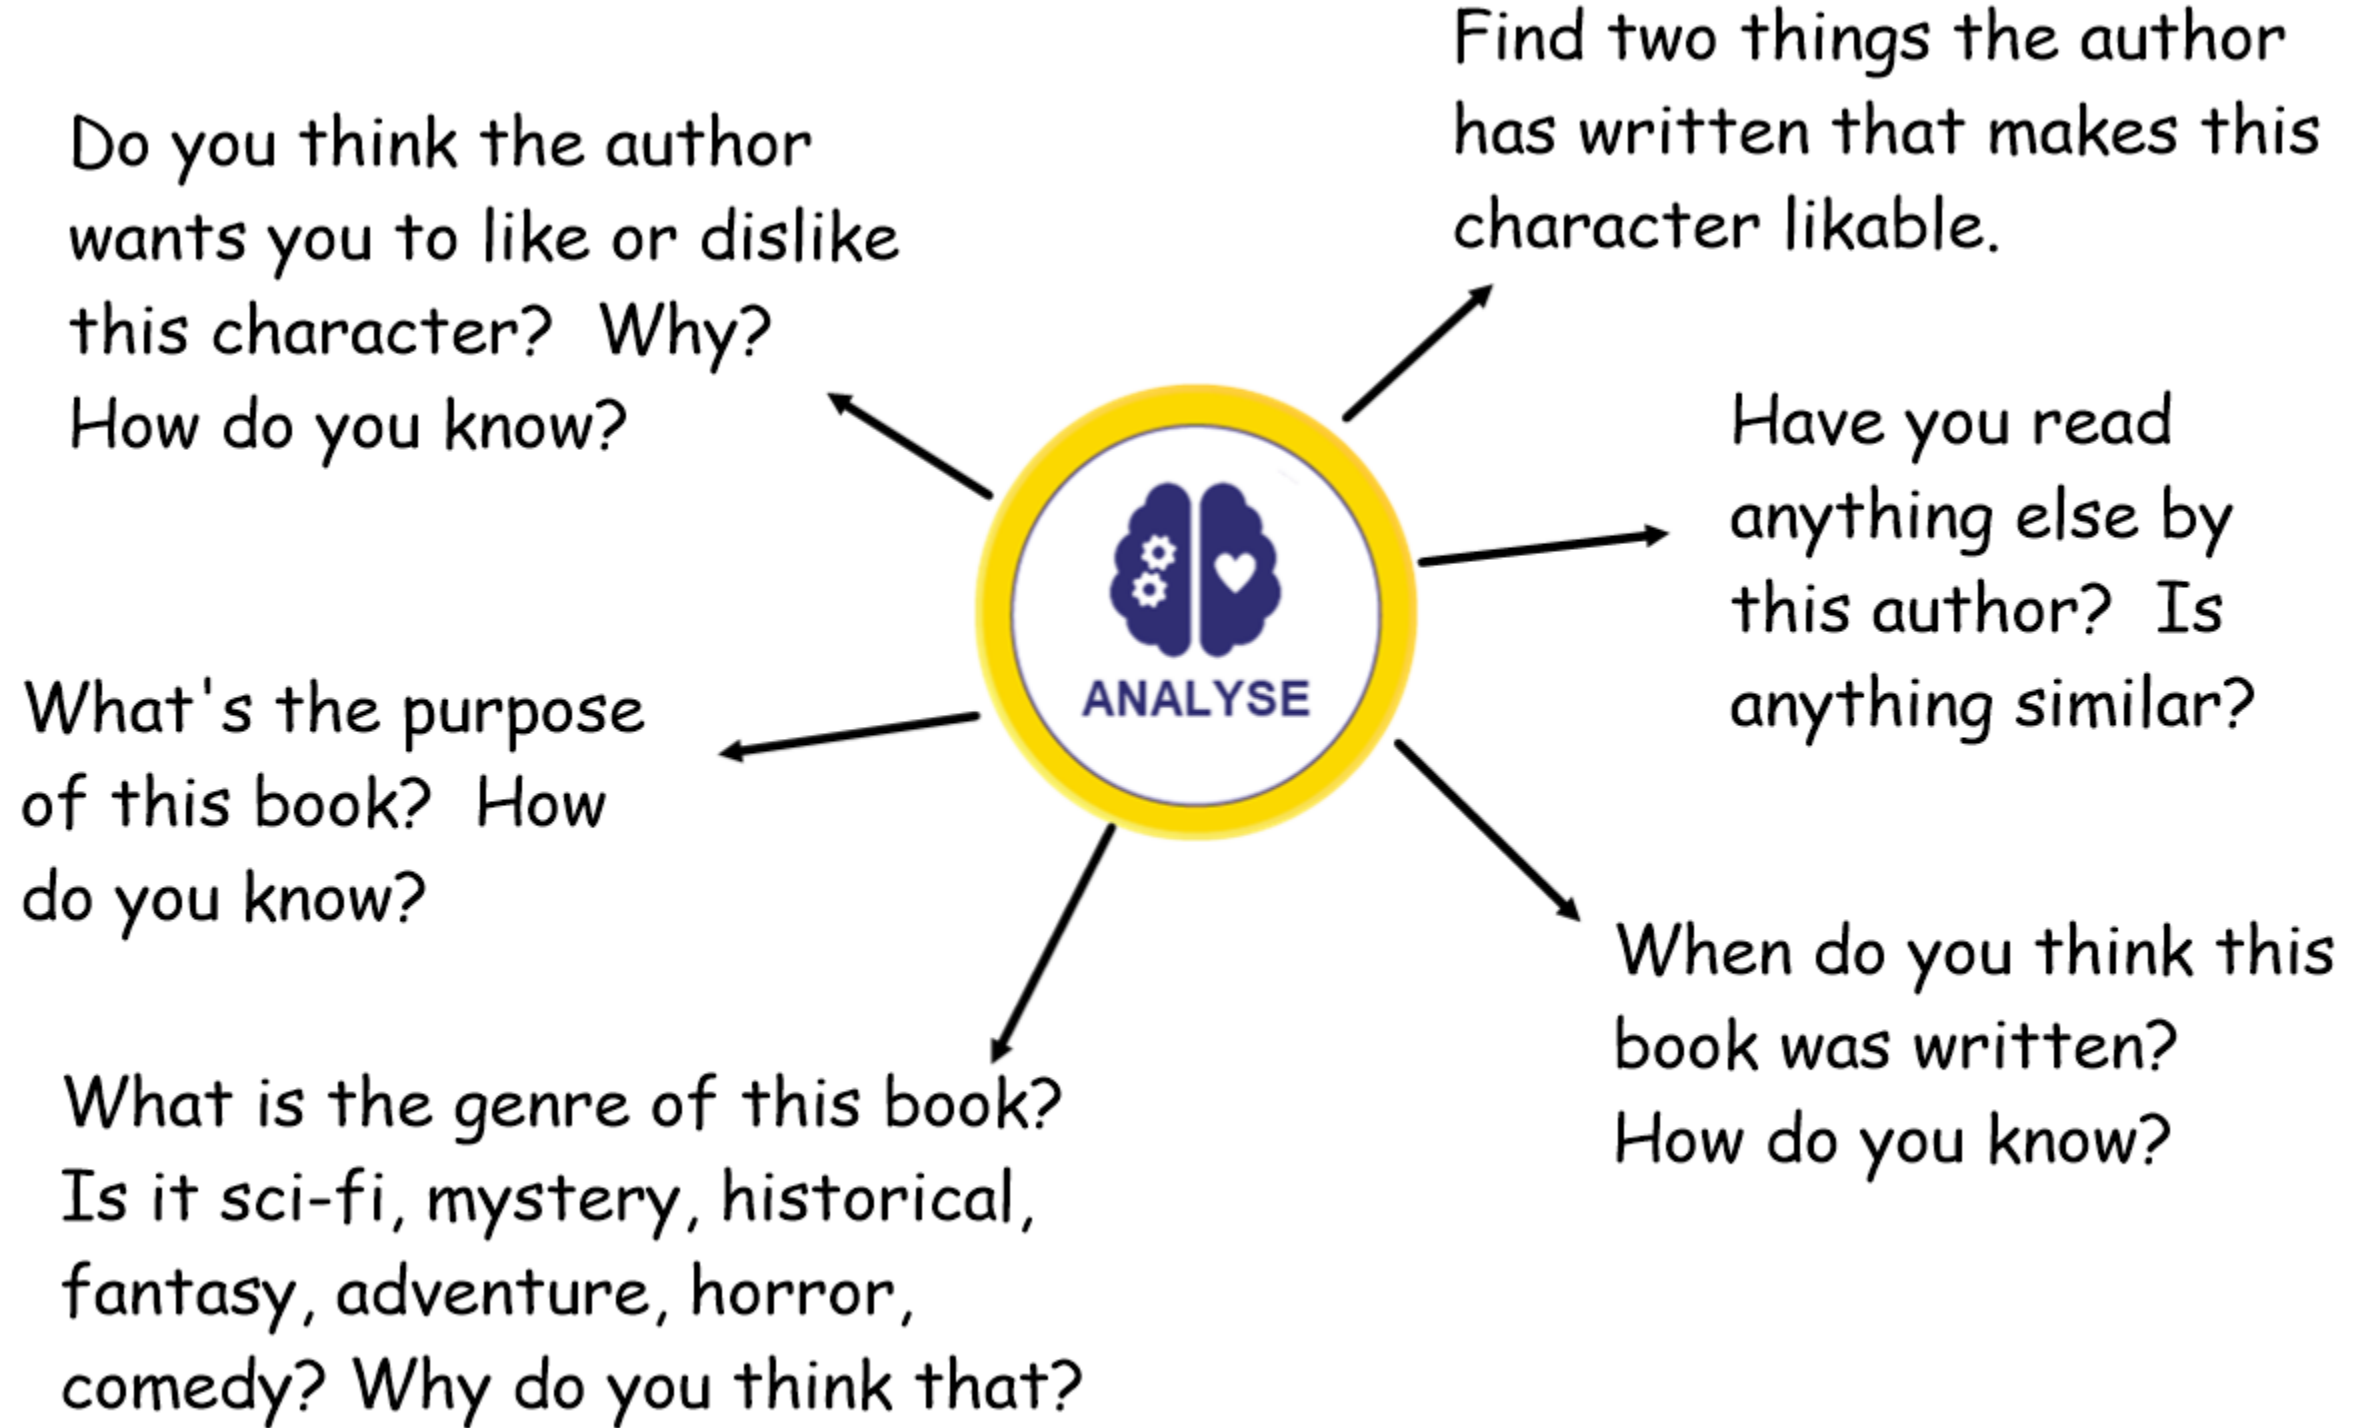 Do you think the author
wants you to like or dislike
this character?  Why?
How do you know?
Find two things the author
has written that makes this
character likable.
Have you read
anything else by
this author?  Is
anything similar?
ANALYSE
What's the purpose
of this book?  How
do you know?
When do you think this
book was written?
How do you know?
What is the genre of this book?
Is it sci-fi, mystery, historical,
fantasy, adventure, horror,
comedy? Why do you think that?